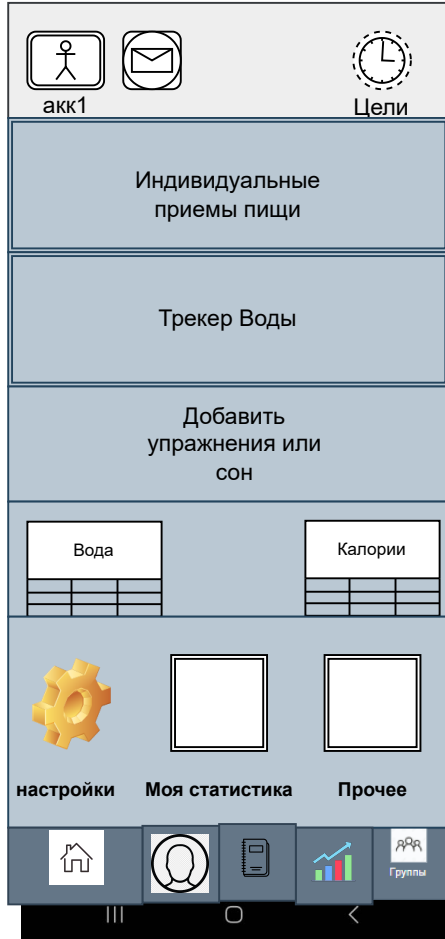 акк1
Цели
Индивидуальные
приемы пищи
Трекер Воды
Добавить
упражнения или
сон
Вода
Калории
настройки
Моя статистика
Прочее
Группы